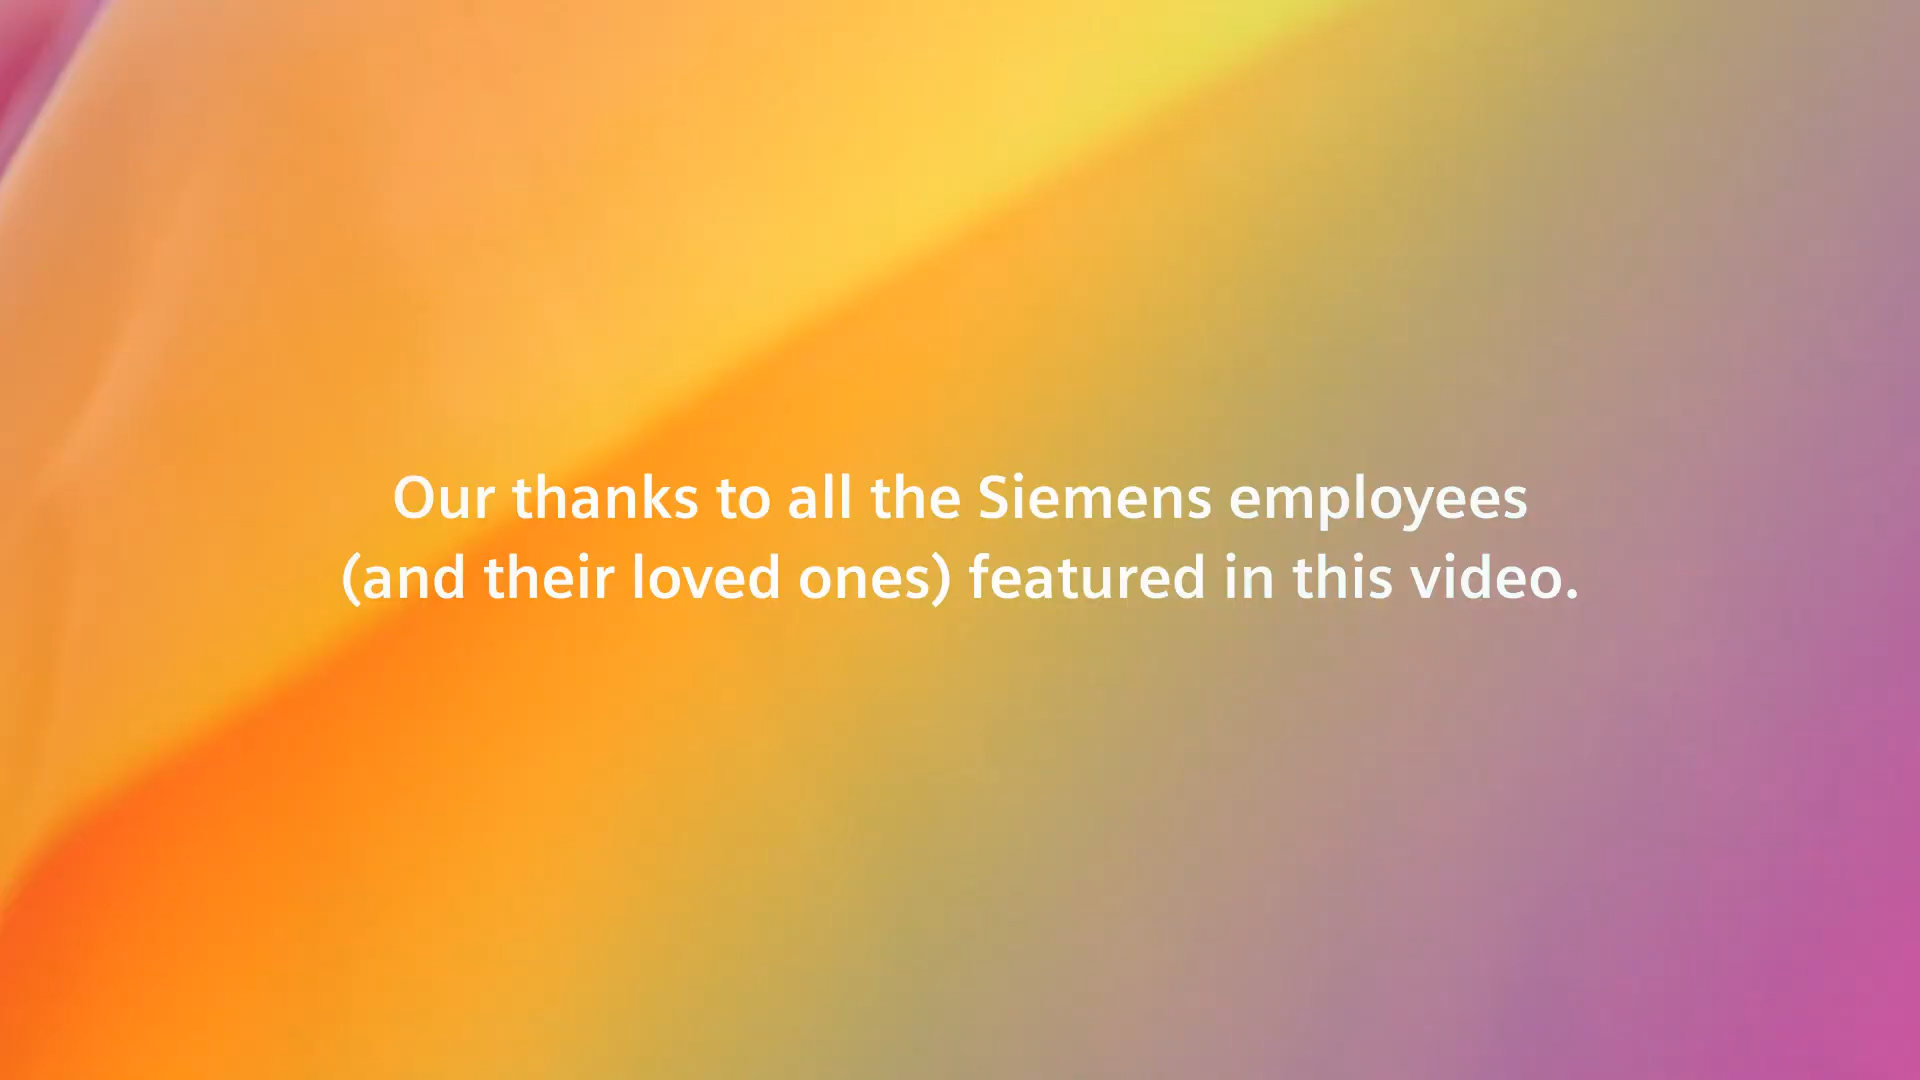 Our thanks to all the Siemens employees
(and their loved ones) featured in this video.